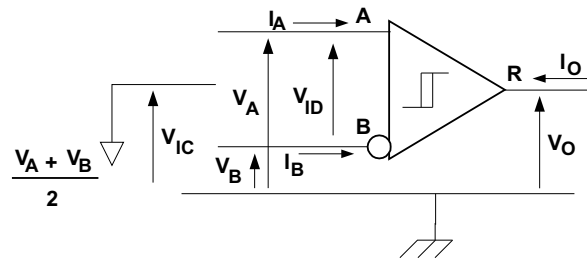 I_A
A
R
I_O
V_A
V_ID
B
V_IC
V_B
I_B
V_O
V_A + V_B
2